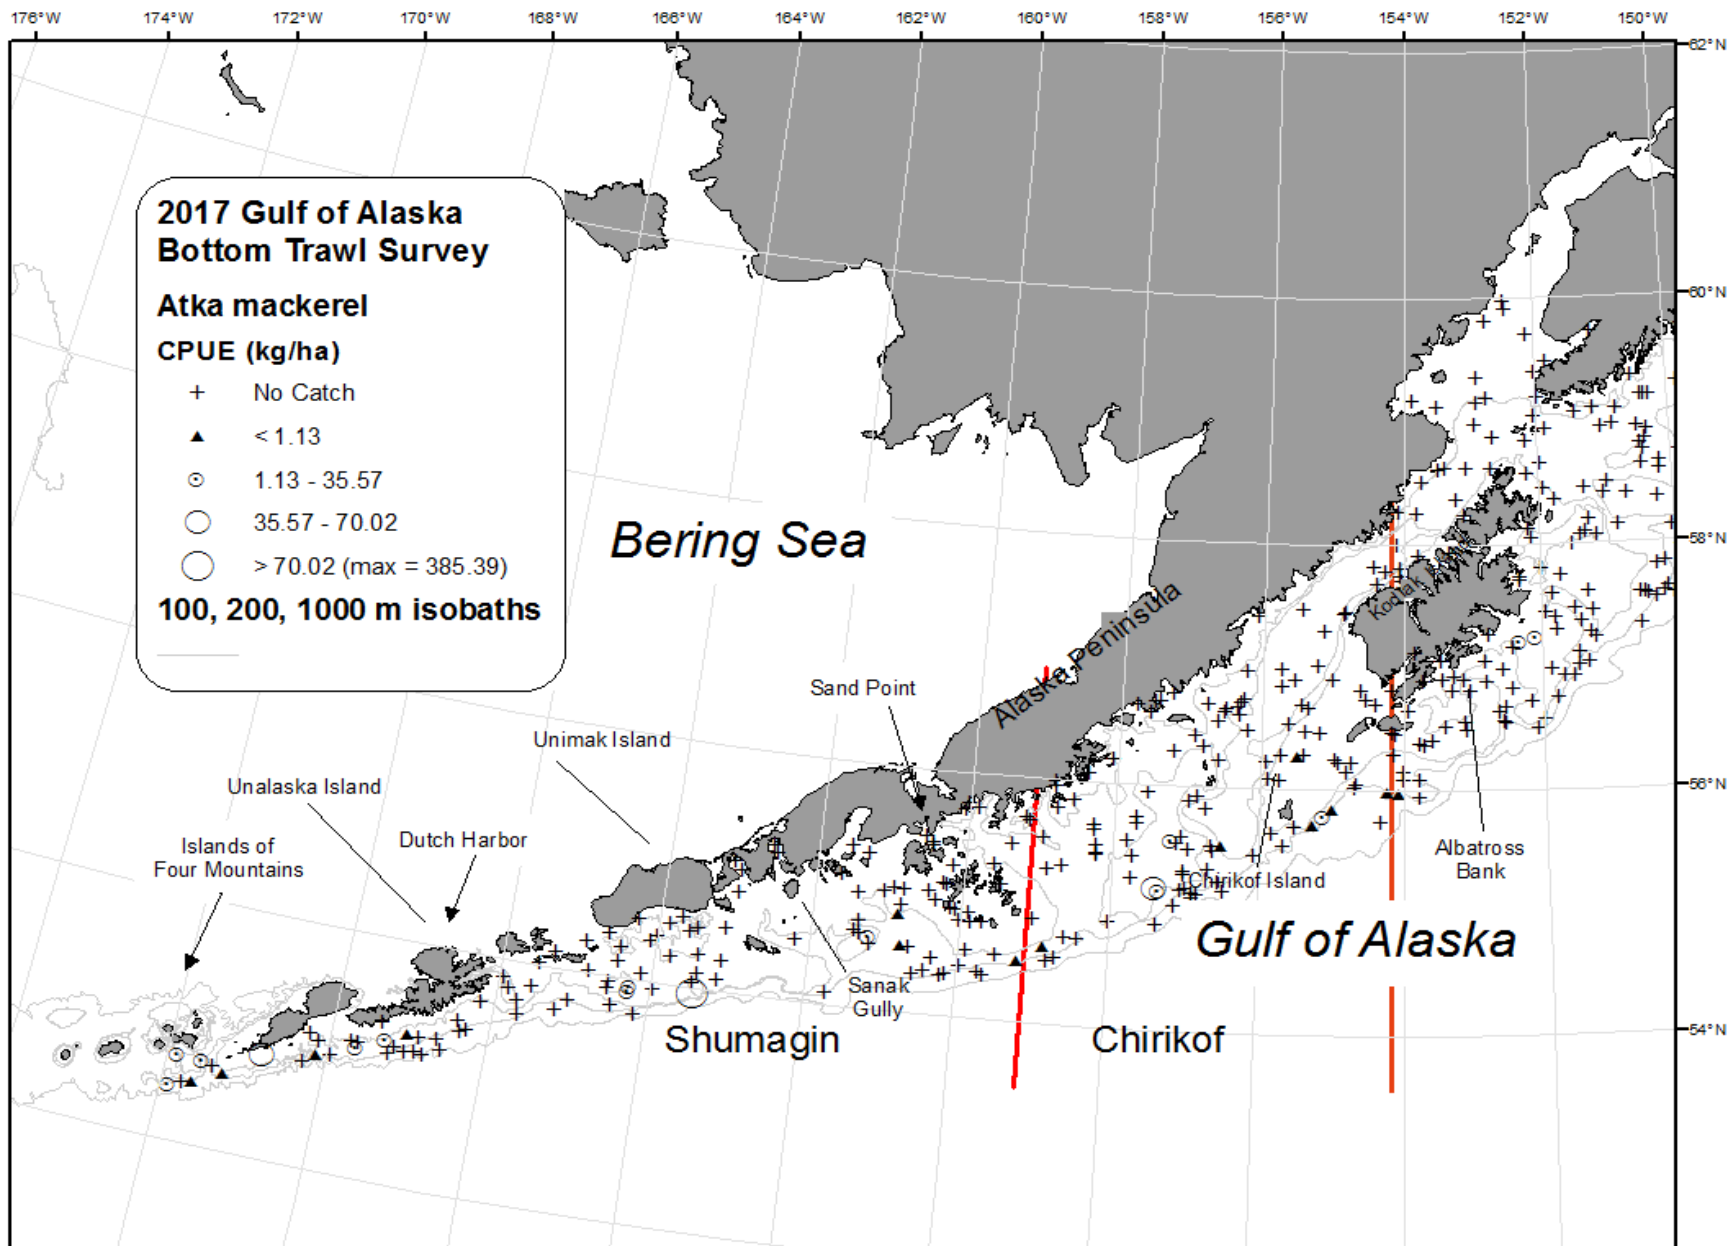 176°W 174°W 172°W 170°W 168°W 166°W 164°W 162°W 160°W 158°W 156°W 154°W 152°W 150°W
62°N
2017 Gulf of Alaska
Bottom Trawl Survey
Atka mackerel
CPUE (kg/ha)
No Catch
< 1.13
1.13 - 35.57
35.57 - 70.02
> 70.02 (max = 385.39)
100, 200, 1000 m isobaths
60°N
Bering Sea
58°N
Kodiak
Alaska Peninsula
Sand Point
Unimak Island
Unalaska Island
56°N
Dutch Harbor
Islands of
Four Mountains
Albatross
Bank
Chirikof Island
Gulf of Alaska
Sanak
Gully
54°N
Shumagin
Chirikof